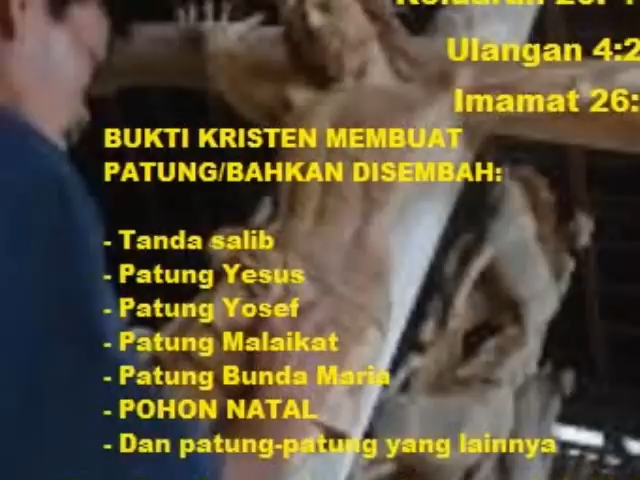 Ulangan 4:2
Imamat 26:
BUKTI KRISTEN MEMBUAT
PATUNG/BAHKAN DISEMBAH:
- Tanda salib
- Patung Yesus
- Patung Yosef
- Patung Malaikat
- Patung Bunda Maria
- POHON NATAL
- Dan patung-patung yang lainnya